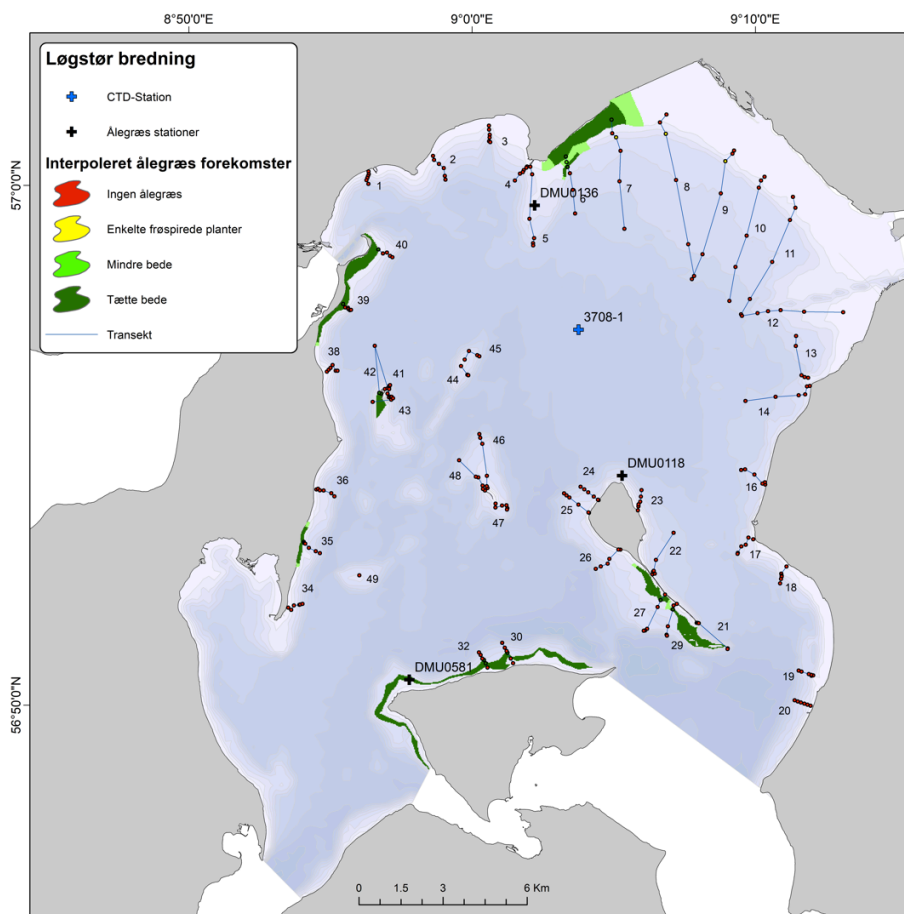 8°50'0"E
9°0'0"E
9°10'0"E
57°0'0"N
56°50'0"N
Løgstør bredning
CTD-Station
Ålegræs stationer
Interpoleret ålegræs forekomster
Ingen ålegræs
Enkelte frøspirede planter
Mindre bede
Tætte bede
Transekt
1
2
3
4
DMU0136
5
6
7
8
9
10
11
12
13
14
40
39
3708-1
38
42
41
43
45
44
46
48
47
DMU0118
24
25
23
16
36
35
49
34
26
22
17
18
27
29
21
32
30
DMU0581
19
20
0
1.5
3
6 Km